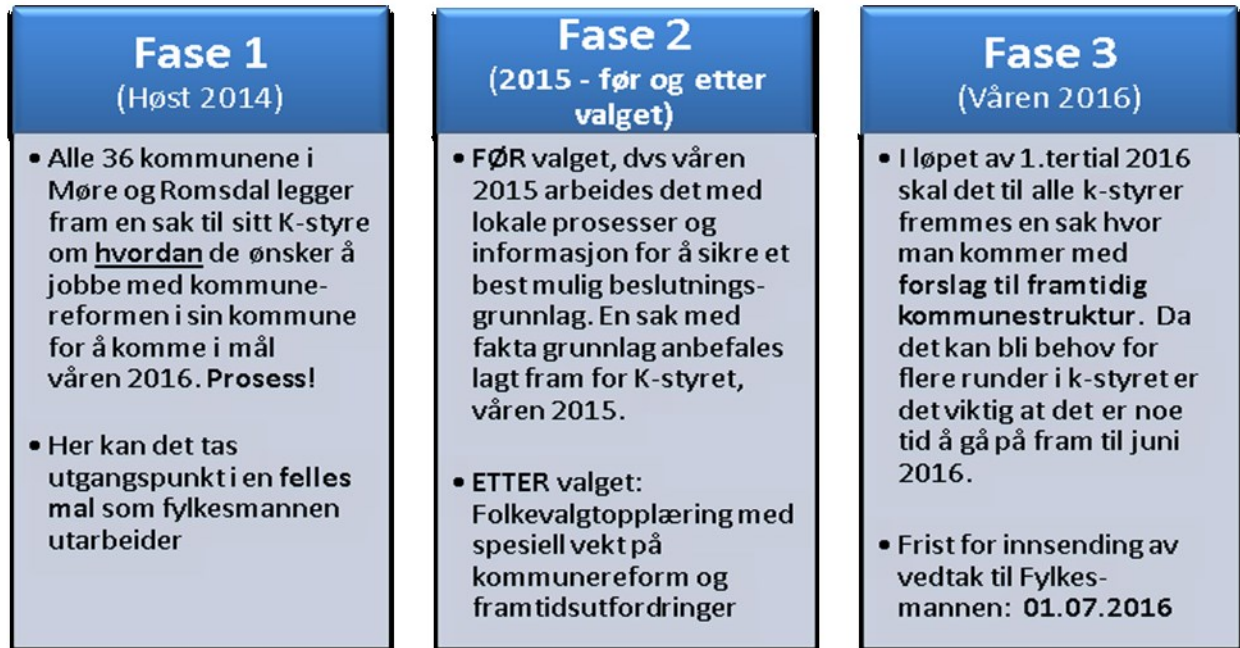 Fase 1
(Høst 2014)
• Alle 36 kommunene i
Møre og Romsdal legger
fram en sak til sitt K-styre
om hvordan de ønsker å
jobbe med kommune-
reformen i sin kommune
for å komme i mål
våren 2016. Prosess!
• Her kan det tas
utgangspunkt i en felles
mal som fylkesmannen
utarbeider
Fase 2
(2015 - før og etter
valget)
• FØR valget, dvs våren
2015 arbeides det med
lokale prosesser og
informasjon for å sikre et
best mulig beslutnings-
grunnlag. En sak med
fakta grunnlag anbefales
lagt fram for K-styret,
våren 2015.
• ETTER valget:
Folkevalgtopplæring med
spesiell vekt på
kommunereform og
framtidsutfordringer
Fase 3
(Våren 2016)
• I løpet av 1.tertial 2016
skal det til alle k-styrer
fremmes en sak hvor
man kommer med
forslag til framtidig
kommunestruktur. Da
det kan bli behov for
flere runder i k-styret er
det viktig at det er noe
tid å gå på fram til juni
2016.
• Frist for innsending av
vedtak til Fylkes-
mannen: 01.07.2016